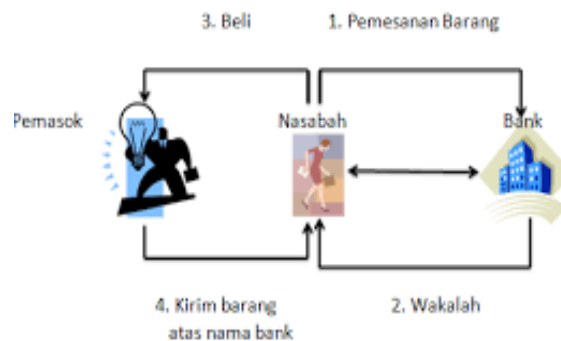 3. Beli
1. Pemesanan Barang
Pemasok
Nasabah
Bank
4. Kirim barang
atas nama bank
2. Wakalah